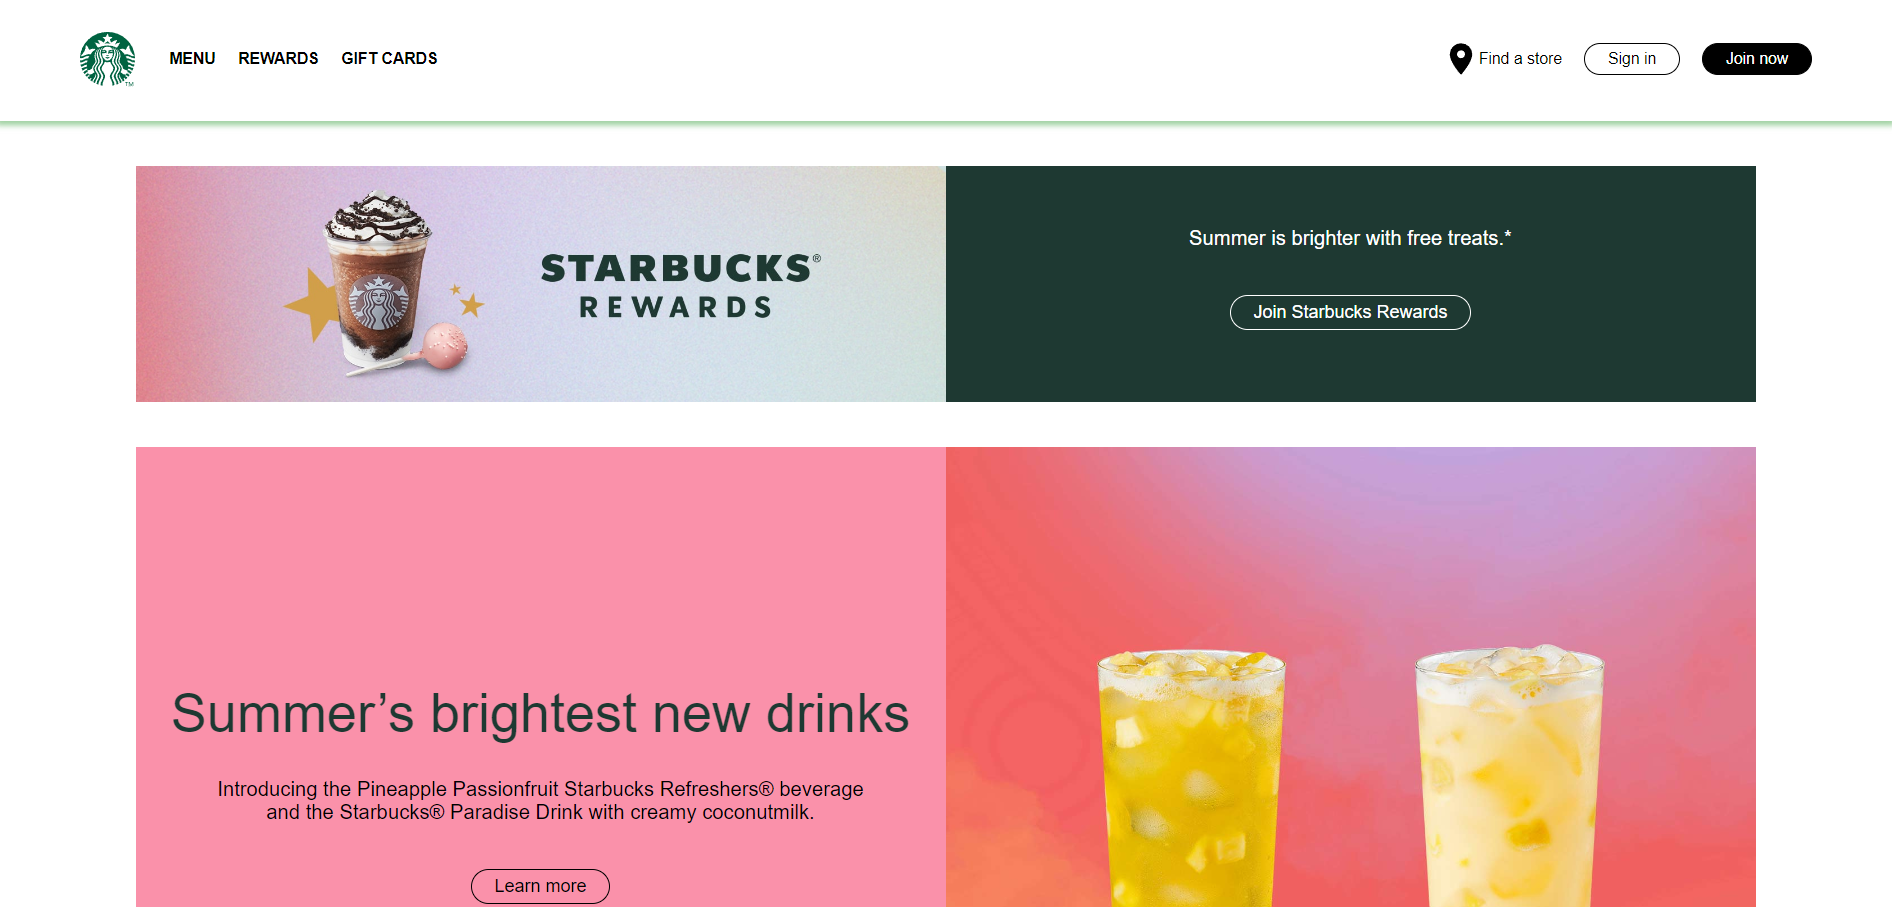 MENU
REWARDS
GIFT CARDS
Find a store
Sign in
Join now
TM
STARBUCKS®
REWARDS
Summer is brighter with free treats.*
Join Starbucks Rewards
Summer’s brightest new drinks
Introducing the Pineapple Passionfruit Starbucks Refreshers® beverage
and the Starbucks® Paradise Drink with creamy coconutmilk.
Learn more